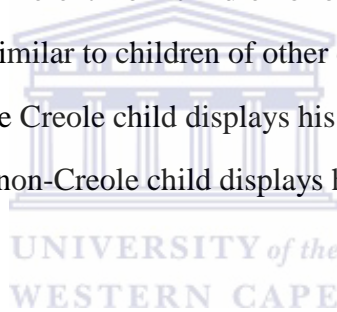 imilar to children of other
e Creole child displays his
non-Creole child displays h
UNIVERSITY of the
WESTERN CAPE